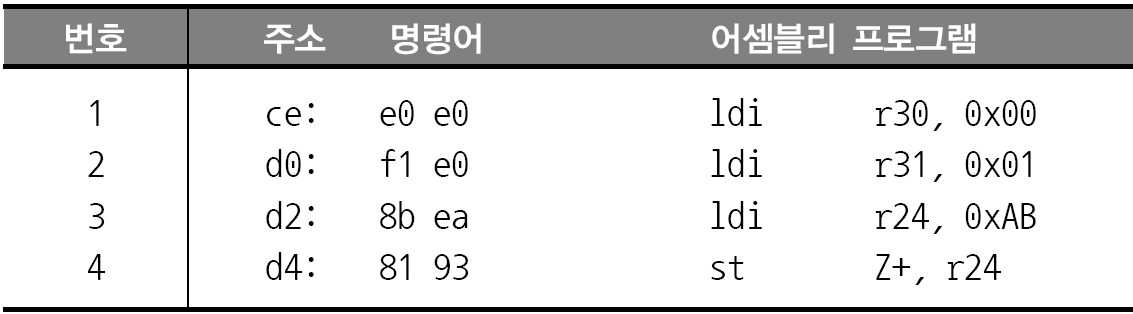 번호 주소 명령어 어셈블리 프로그램
1 ce: e0 e0 ldi r30, 0x00
2 d0: f1 e0 ldi r31, 0x01
3 d2: 8b ea ldi r24, 0xAB
4 d4: 81 93 st Z+, r24